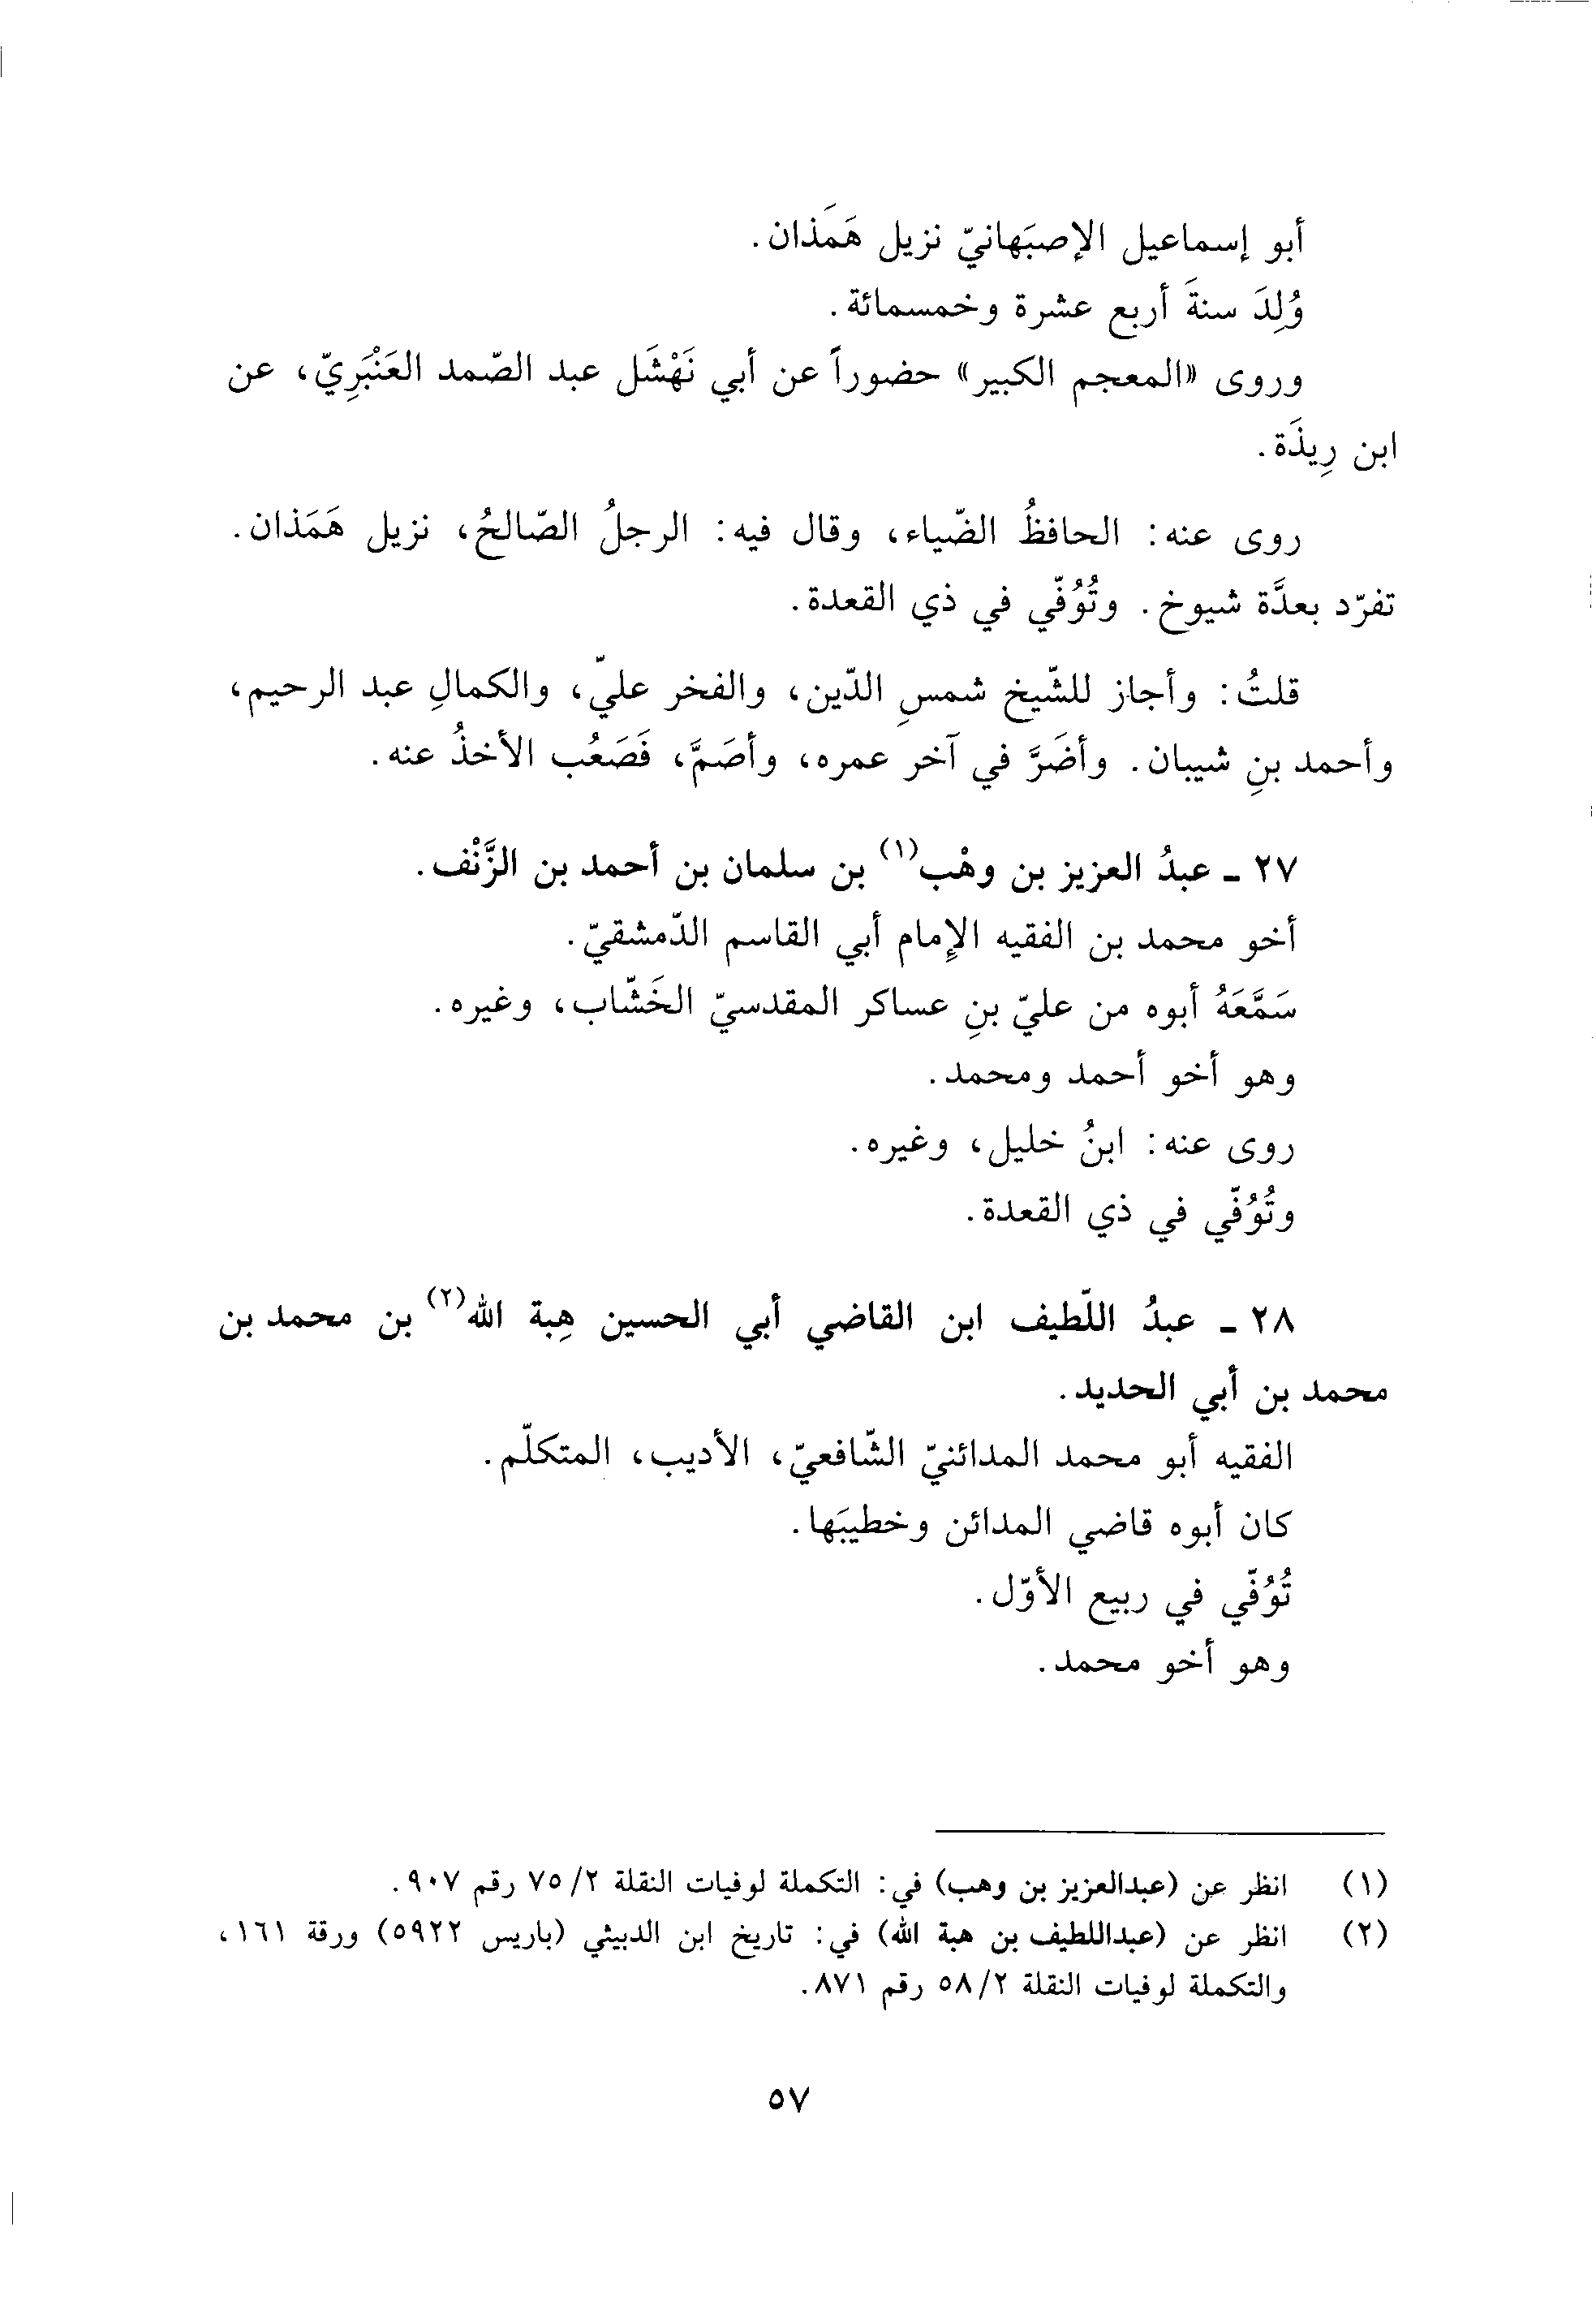 أبو إسماعيل الإصبَهانيّ نزيل هَمَذان.
وُلِدَ سنةَ أربع عشرة وخمسمائة.
وروى «المعجم الكبير» حضوراً عن أبي نَهْشَل عبد الصّمد العَنْبَرِيّ، عن
ابن رِيذَة.
روى عنه: الحافظُ الضّياء، وقال فيه: الرجلُ الصّالحُ، نزيل هَمَذان.
تفرّد بعدَّة شيوخ. وتُوُفّي في ذي القعدة.
قلتُ: وأجاز للشّيخ شمسِ الدّين، والفخر عليّ، والكمالِ عبد الرحيم،
وأحمد بنِ شيبان. وأضَرَّ في آخر عمره، وأصَمَّ، فَصَعُب الأخذُ عنه.
٢٧ - عبدُ العزيز بن وهْب(١) بن سلمان بن أحمد بن الزَّنْف.
أخو محمد بن الفقيه الإمام أبي القاسم الدّمشقيّ.
سَمَّعَهُ أبوه من عليّ بنِ عساكر المقدسيّ الخَشّاب، وغيره.
وهو أخو أحمد ومحمد.
روى عنه: ابنُ خليل، وغيره.
وتُوُفّي في ذي القعدة.
٢٨ - عبدُ اللّطيف ابن القاضي أبي الحسين هِبة الله(٢) بن محمد بن
محمد بن أبي الحديد.
الفقيه أبو محمد المدائنيّ الشّافعيّ، الأديب، المتكلّم.
كان أبوه قاضي المدائن وخطيبَها.
تُوُفّي في ربيع الأوّل.
وهو أخو محمد.
(١) انظر عن (عبدالعزيز بن وهب) في: التكملة لوفيات النقلة ٢/ ٧٥ رقم ٩٠٧.
(٢) انظر عن (عبداللطيف بن هبة الله) في: تاريخ ابن الدبيثي (باريس ٥٩٢٢) ورقة ١٦١،
والتكملة لوفيات النقلة ٢/ ٥٨ رقم ٨٧١.
٥٧